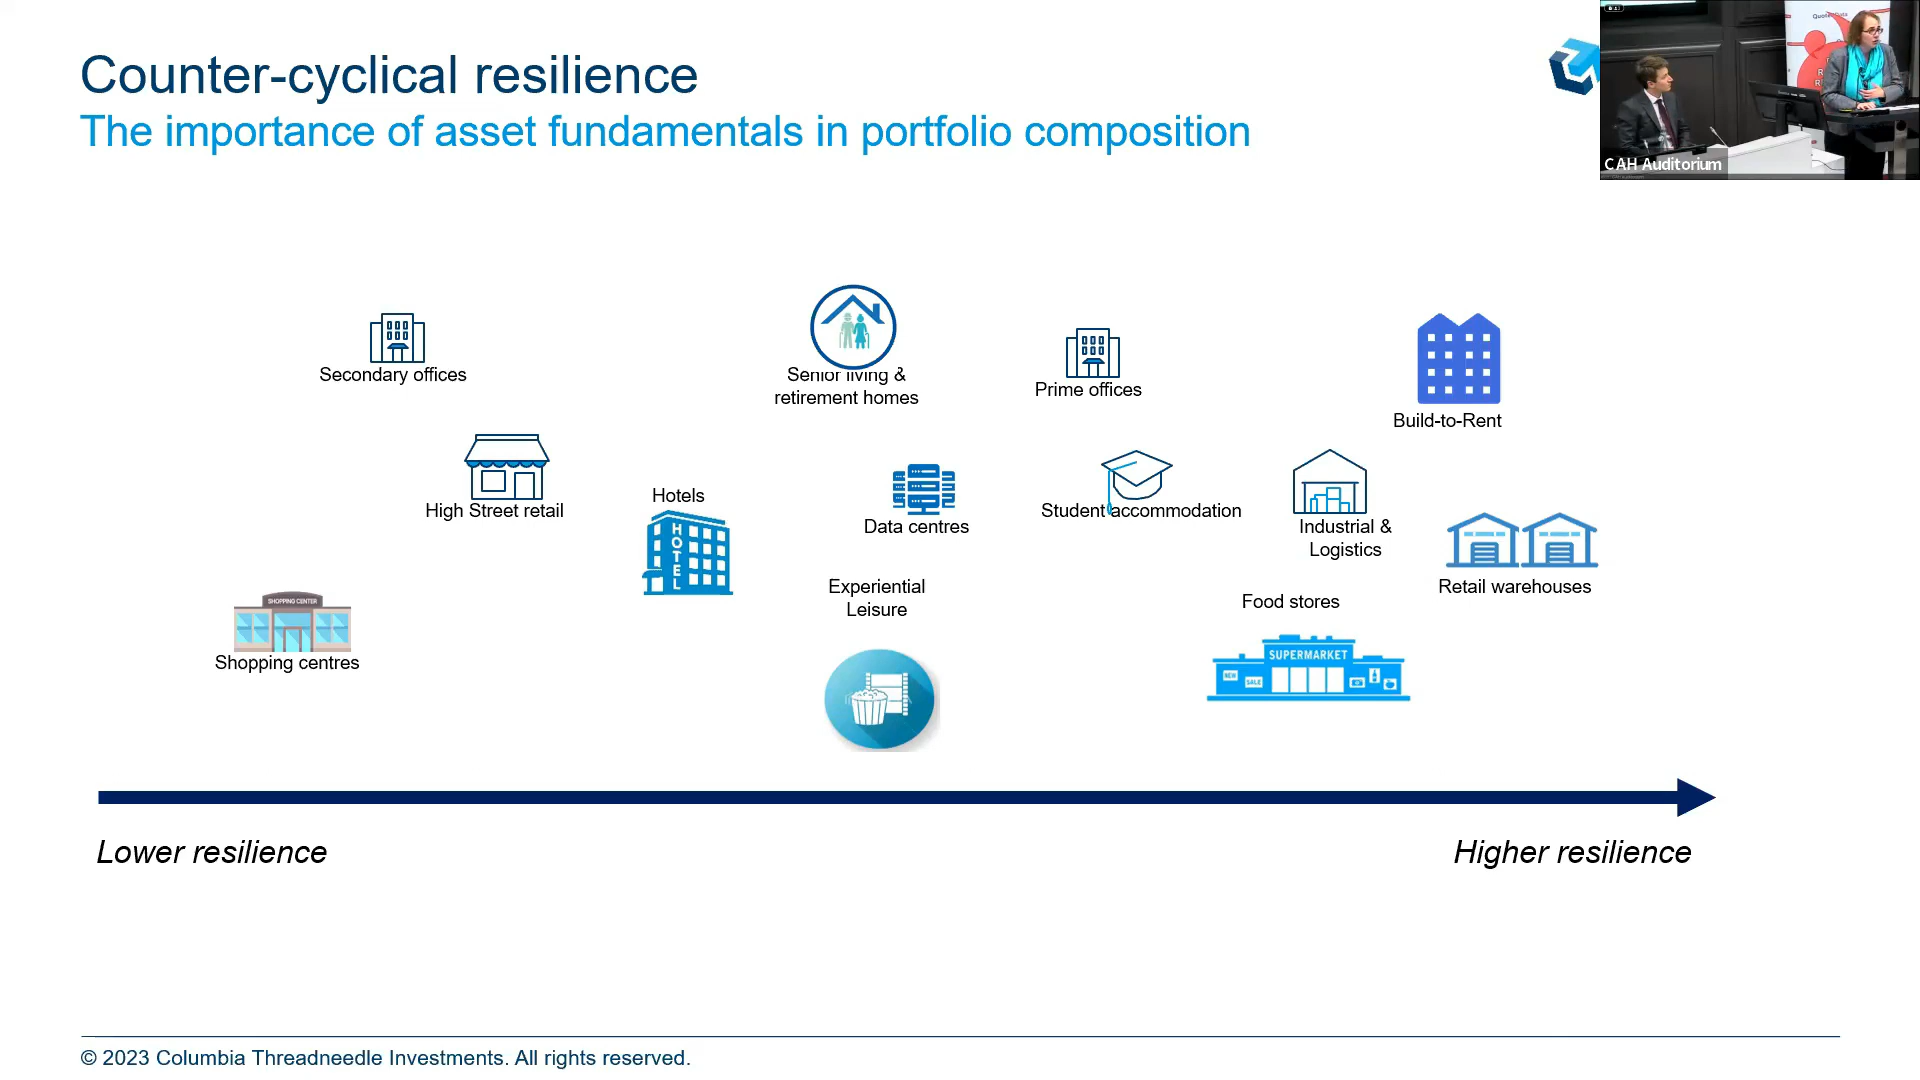 Counter-cyclical resilience
The importance of asset fundamentals in portfolio composition
CAH Auditorium
Secondary offices
Senior living &
retirement homes
Prime offices
Build-to-Rent
High Street retail
Hotels
HOTEL
Data centres
Student accommodation
Industrial &
Logistics
Retail warehouses
Experiential
Leisure
Food stores
SUPERMARKET
NEW
SALE
SHOPPING CENTER
Shopping centres
Lower resilience
Higher resilience
© 2023 Columbia Threadneedle Investments. All rights reserved.